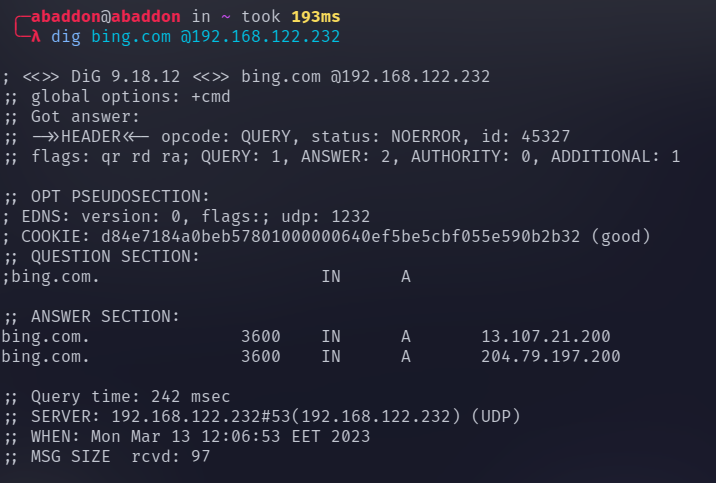 ╭─abaddon@abaddon in ~ took 193ms
╰─λ dig bing.com @192.168.122.232
; <<>> DiG 9.18.12 <<>> bing.com @192.168.122.232
;; global options: +cmd
;; Got answer:
;; ->>HEADER<<- opcode: QUERY, status: NOERROR, id: 45327
;; flags: qr rd ra; QUERY: 1, ANSWER: 2, AUTHORITY: 0, ADDITIONAL: 1
;; OPT PSEUDOSECTION:
; EDNS: version: 0, flags:; udp: 1232
; COOKIE: d84e7184a0beb57801000000640ef5be5cbf055e590b2b32 (good)
;; QUESTION SECTION:
;bing.com. IN A
;; ANSWER SECTION:
bing.com. 3600 IN A 13.107.21.200
bing.com. 3600 IN A 204.79.197.200
;; Query time: 242 msec
;; SERVER: 192.168.122.232#53(192.168.122.232) (UDP)
;; WHEN: Mon Mar 13 12:06:53 EET 2023
;; MSG SIZE rcvd: 97